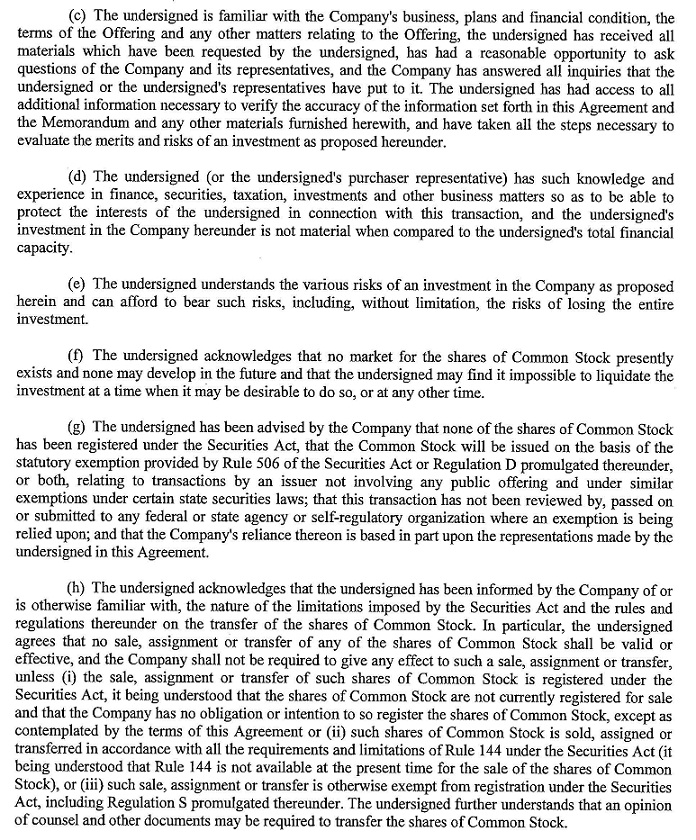 (c) The undersigned is familiar with the Company's business, plans and financial condition, the
terms of the Offering and any other matters relating to the Offering, the undersigned has received all
materials which have been requested by the undersigned, has had a reasonable opportunity to ask
questions of the Company and its representatives, and the Company has answered all inquiries that the
undersigned or the undersigned's representatives have put to it. The undersigned has had access to all
additional information necessary to verify the accuracy of the information set forth in this Agreement and
the Memorandum and any other materials furnished herewith, and have taken all the steps necessary to
evaluate the merits and risks of an investment as proposed hereunder.
(d) The undersigned (or the undersigned's purchaser representative) has such knowledge and
experience in finance, securities, taxation, investments and other business matters so as to be able to
protect the interests of the undersigned in connection with this transaction, and the undersigned's
investment in the Company hereunder is not material when compared to the undersigned's total financial
capacity.
(e) The undersigned understands the various risks of an investment in the Company as proposed
herein and can afford to bear such risks, including, without limitation, the risks of losing the entire
investment.
(f) The undersigned acknowledges that no market for the shares of Common Stock presently
exists and none may develop in the future and that the undersigned may find it impossible to liquidate the
investment at a time when it may be desirable to do so, or at any other time.
(g) The undersigned has been advised by the Company that none of the shares of Common Stock
has been registered under the Securities Act, that the Common Stock will be issued on the basis of the
statutory exemption provided by Rule 506 of the Securities Act or Regulation D promulgated thereunder,
or both, relating to transactions by an issuer not involving any public offering and under similar
exemptions under certain state securities laws; that this transaction has not been reviewed by, passed on
or submitted to any federal or state agency or self-regulatory organization where an exemption is being
relied upon; and that the Company's reliance thereon is based in part upon the representations made by the
undersigned in this Agreement.
(h) The undersigned acknowledges that the undersigned has been informed by the Company of or
is otherwise familiar with, the nature of the limitations imposed by the Securities Act and the rules and
regulations thereunder on the transfer of the shares of Common Stock. In particular, the undersigned
agrees that no sale, assignment or transfer of any of the shares of Common Stock shall be valid or
effective, and the Company shall not be required to give any effect to such a sale, assignment or transfer,
unless (i) the sale, assignment or transfer of such shares of Common Stock is registered under the
Securities Act, it being understood that the shares of Common Stock are not currently registered for sale
and that the Company has no obligation or intention to so register the shares of Common Stock, except as
contemplated by the terms of this Agreement or (ii) such shares of Common Stock is sold, assigned or
transferred in accordance with all the requirements and limitations of Rule 144 under the Securities Act (it
being understood that Rule 144 is not available at the present time for the sale of the shares of Common
Stock), or (iii) such sale, assignment or transfer is otherwise exempt from registration under the Securities
Act, including Regulation S promulgated thereunder. The undersigned further understands that an opinion
of counsel and other documents may be required to transfer the shares of Common Stock.